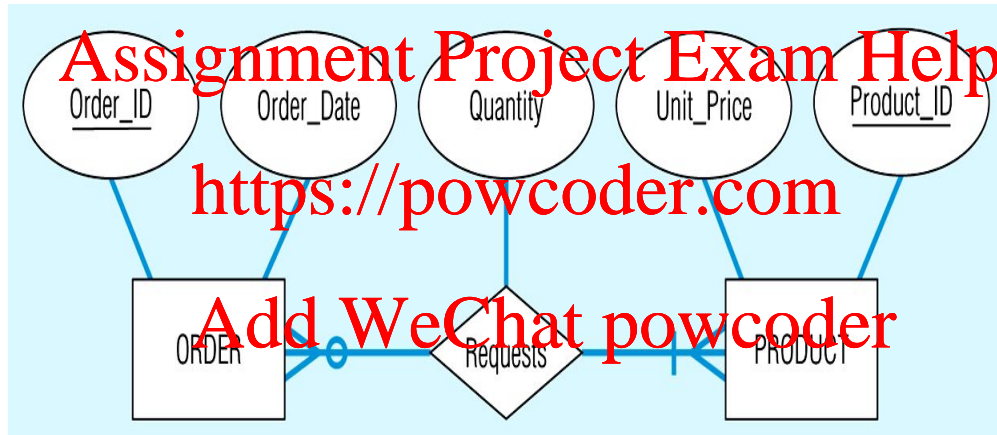 Assignment Project Exam Help
Order_ID Order_Date Quantity Unit_Price Product_ID
https://powcoder.com
Add WeChat powcoder
ORDER Requests PRODUCT